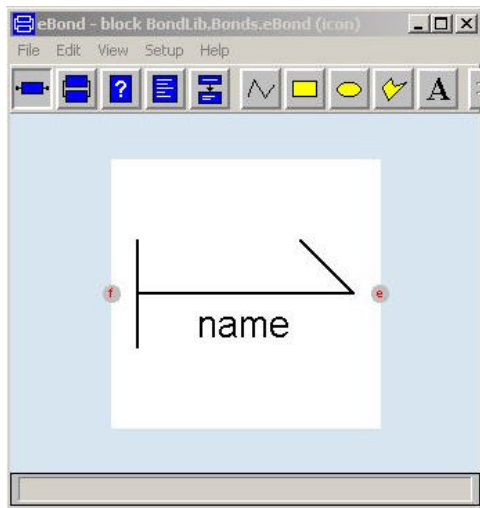 eBond - block BondLib.Bonds.eBond (icon)
File Edit View Setup Help
? A
f e
name